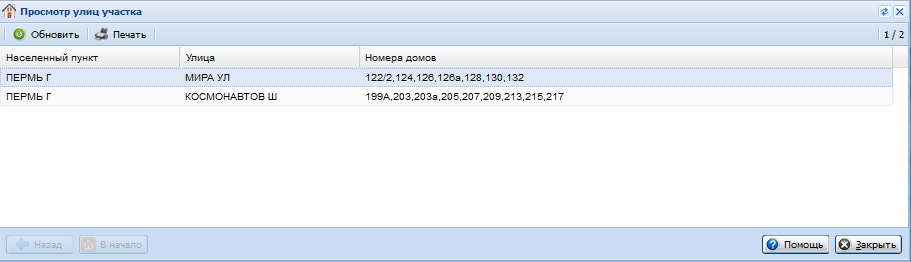 Просмотр улиц участка
Обновить Печать 1 / 2
Населенный пункт Улица Номера домов
ПЕРМЬ Г МИРА УЛ 122/2,124,126,126а,128,130,132
ПЕРМЬ Г КОСМОНАВТОВ Ш 199А,203,203а,205,207,209,213,215,217
Назад В начало Помощь Закрыть